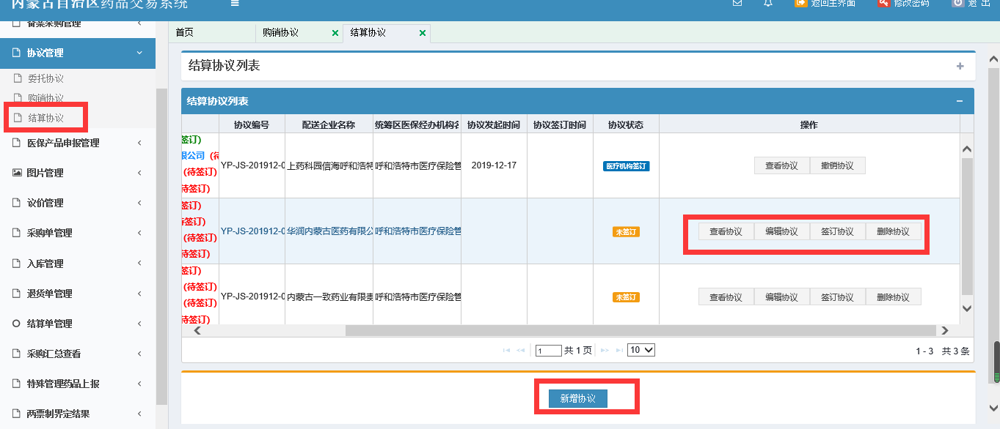 内蒙古自治区药品交易系统
返回主界面
修改密码
退 出
备案采购管理
协议管理
委托协议
购销协议
结算协议
医保产品申报管理
图片管理
议价管理
采购单管理
入库管理
退货单管理
结算单管理
采购汇总查看
特殊管理药品上报
两票制界定结果
首页
购销协议
结算协议
结算协议列表
结算协议列表
协议编号 配送企业名称 统筹区医保经办机构名 协议发起时间 协议签订时间 协议状态 操作
签订)
限公司 (待
(待签订)
待签订)
YP-JS-201912-0 上药科园信海呼和浩特 呼和浩特市医疗保险管 2019-12-17 医疗机构签订 查看协议 撤销协议
签订)
待签订)
(待签订)
待签订)
YP-JS-201912-0 华润内蒙古医药有限公 呼和浩特市医疗保险管 未签订 查看协议 编辑协议 签订协议 删除协议
签订)
(待签订)
(待签订)
待签订)
YP-JS-201912-0 内蒙古一致药业有限责 呼和浩特市医疗保险管 未签订 查看协议 编辑协议 签订协议 删除协议
1 共 1 页 10
1 - 3 共 3 条
新增协议